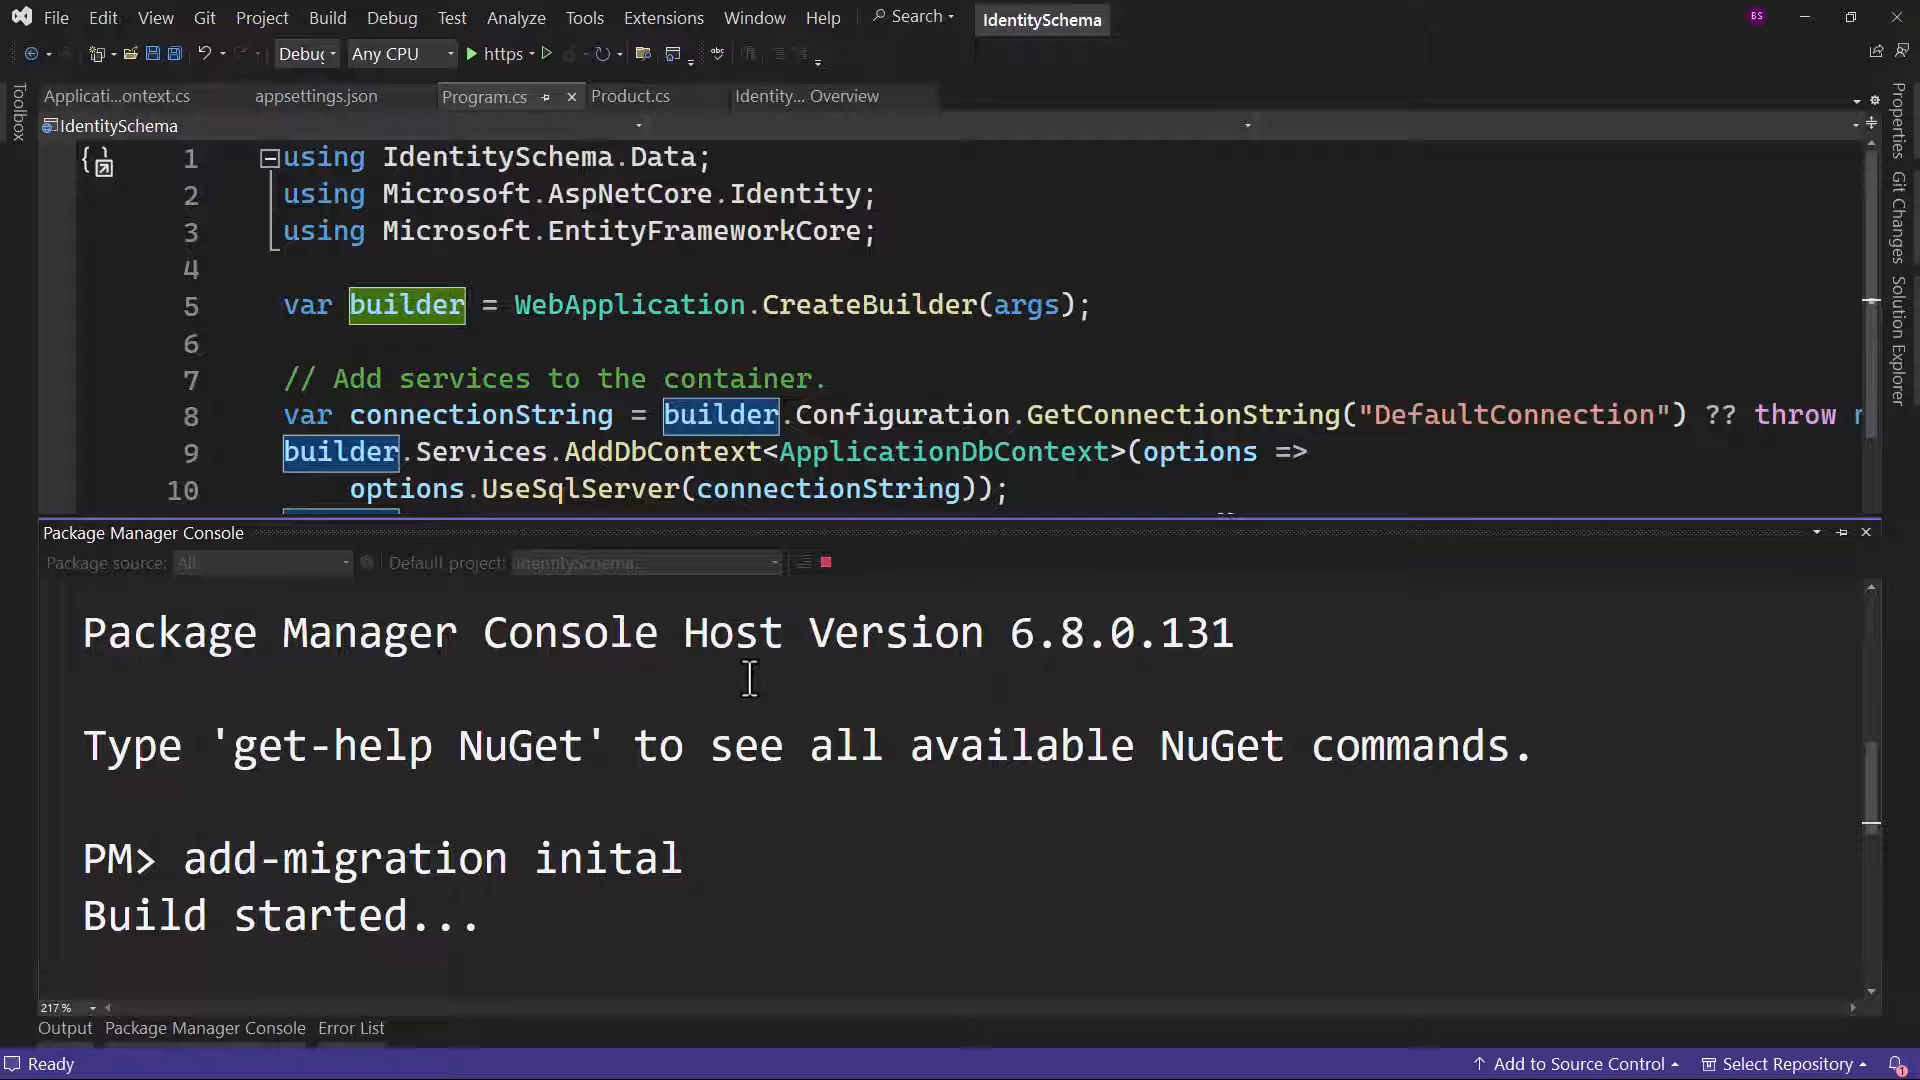 File Edit View Git Project Build Debug Test Analyze Tools Extensions Window Help Search IdentitySchema BS
Debug Any CPU https
Applicati...ontext.cs appsettings.json Program.cs Product.cs Identity... Overview
IdentitySchema
Toolbox
Properties
Git Changes
Solution Explorer
1 using IdentitySchema.Data;
2 using Microsoft.AspNetCore.Identity;
3 using Microsoft.EntityFrameworkCore;
4
5 var builder = WebApplication.CreateBuilder(args);
6
7 // Add services to the container.
8 var connectionString = builder.Configuration.GetConnectionString("DefaultConnection") ?? throw
9 builder.Services.AddDbContext<ApplicationDbContext>(options =>
10 options.UseSqlServer(connectionString));
Package Manager Console
Package source: All Default project: IdentitySchema
Package Manager Console Host Version 6.8.0.131
Type 'get-help NuGet' to see all available NuGet commands.
PM> add-migration inital
Build started...
217 %
Output Package Manager Console Error List
Ready Add to Source Control Select Repository 1